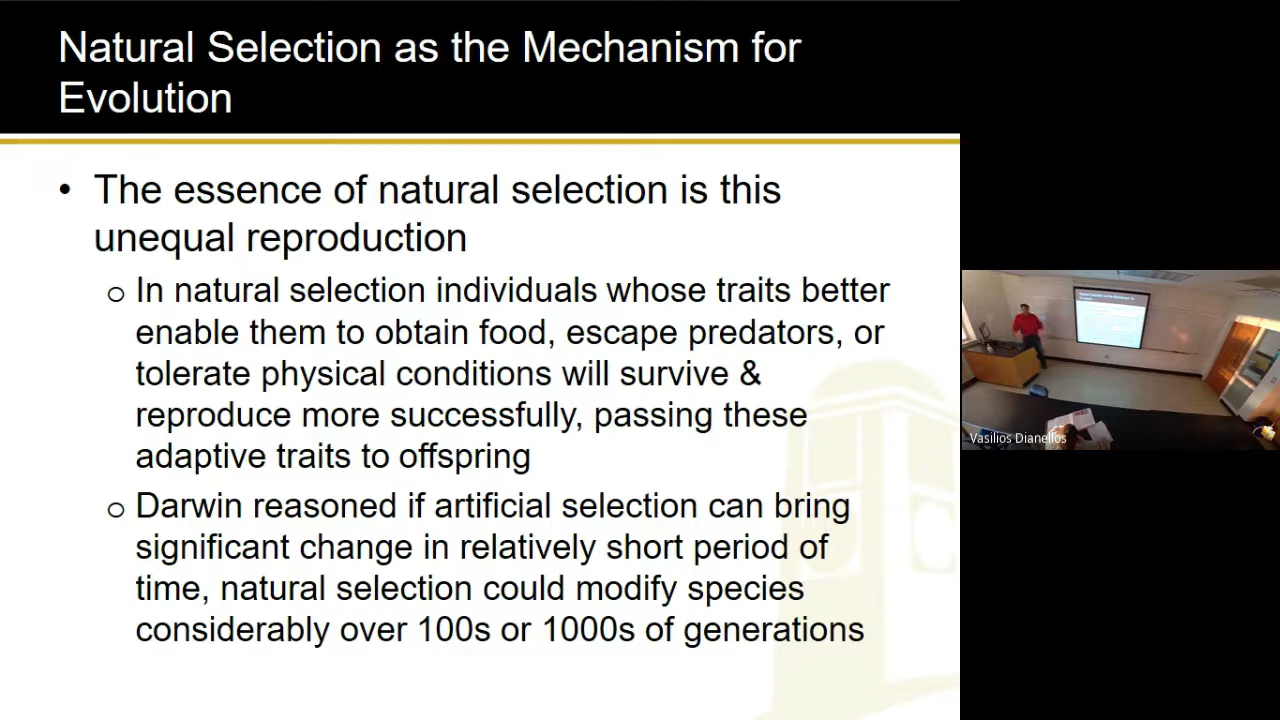 Natural Selection as the Mechanism for
Evolution
• The essence of natural selection is this
unequal reproduction
o In natural selection individuals whose traits better
enable them to obtain food, escape predators, or
tolerate physical conditions will survive &
reproduce more successfully, passing these
adaptive traits to offspring
o Darwin reasoned if artificial selection can bring
significant change in relatively short period of
time, natural selection could modify species
considerably over 100s or 1000s of generations
Vasilios Dianellos